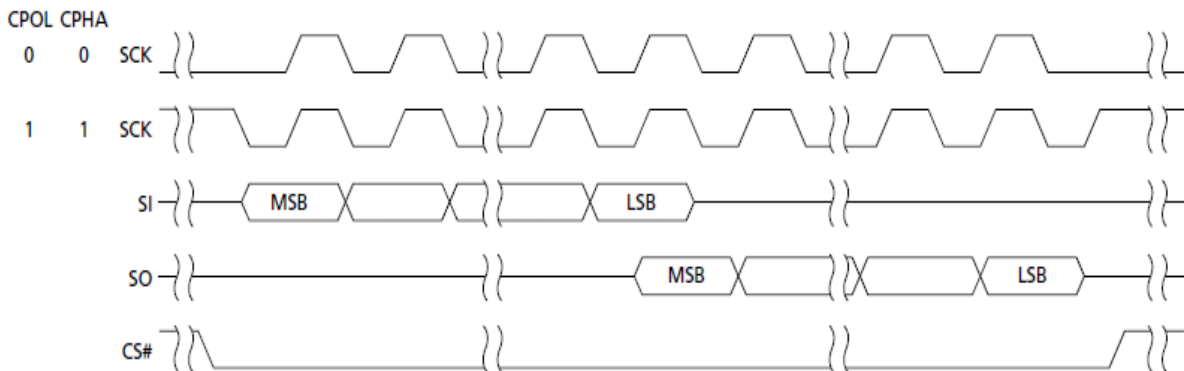 CPOL CPHA
0 0 SCK
1 1 SCK
SI MSB LSB
SO MSB LSB
CS#